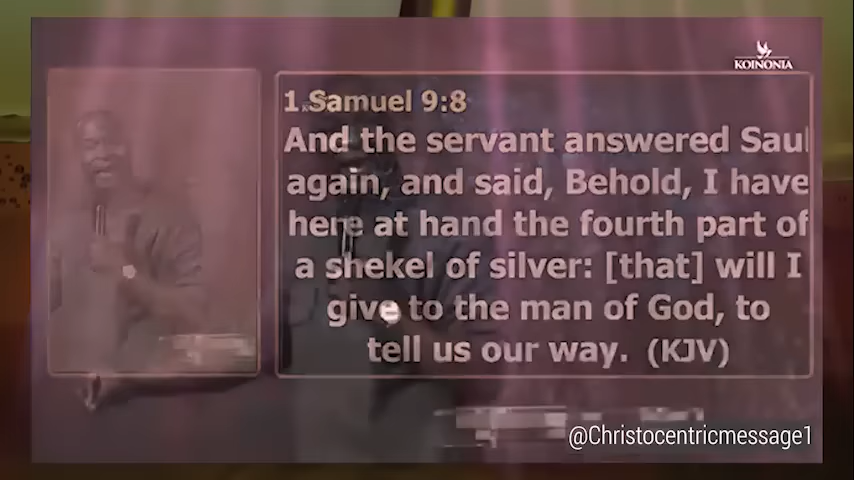 KOINONIA
1 Samuel 9:8
And the servant answered Saul
again, and said, Behold, I have
here at hand the fourth part of
a shekel of silver: [that] will I
give to the man of God, to
tell us our way. (KJV)
@Christocentricmessage1